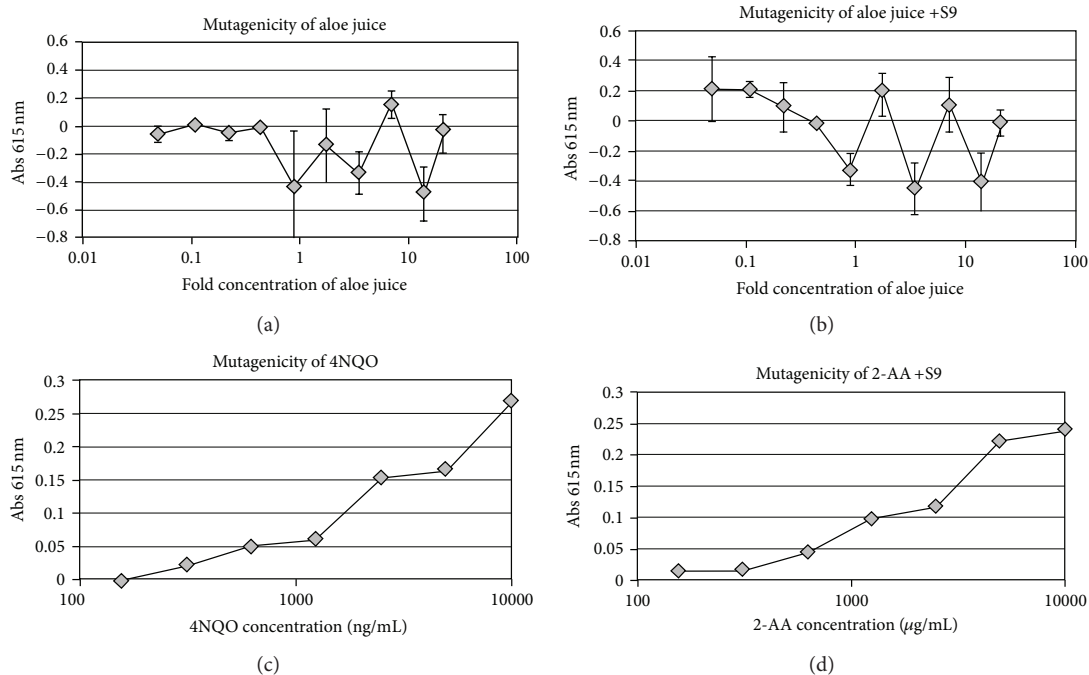 Mutagenicity of aloe juice
0.6
0.4
0.2
0
−0.2
−0.4
−0.6
−0.8
Abs 615 nm
0.01
0.1
1
10
100
Fold concentration of aloe juice
(a)
Mutagenicity of aloe juice +S9
0.6
0.4
0.2
0
−0.2
−0.4
−0.6
−0.8
Abs 615 nm
0.01
0.1
1
10
100
Fold concentration of aloe juice
(b)
Mutagenicity of 4NQO
0.3
0.25
0.2
0.15
0.1
0.05
0
Abs 615 nm
100
1000
10000
4NQO concentration (ng/mL)
(c)
Mutagenicity of 2-AA +S9
0.3
0.25
0.2
0.15
0.1
0.05
0
Abs 615 nm
100
1000
10000
2-AA concentration (μg/mL)
(d)